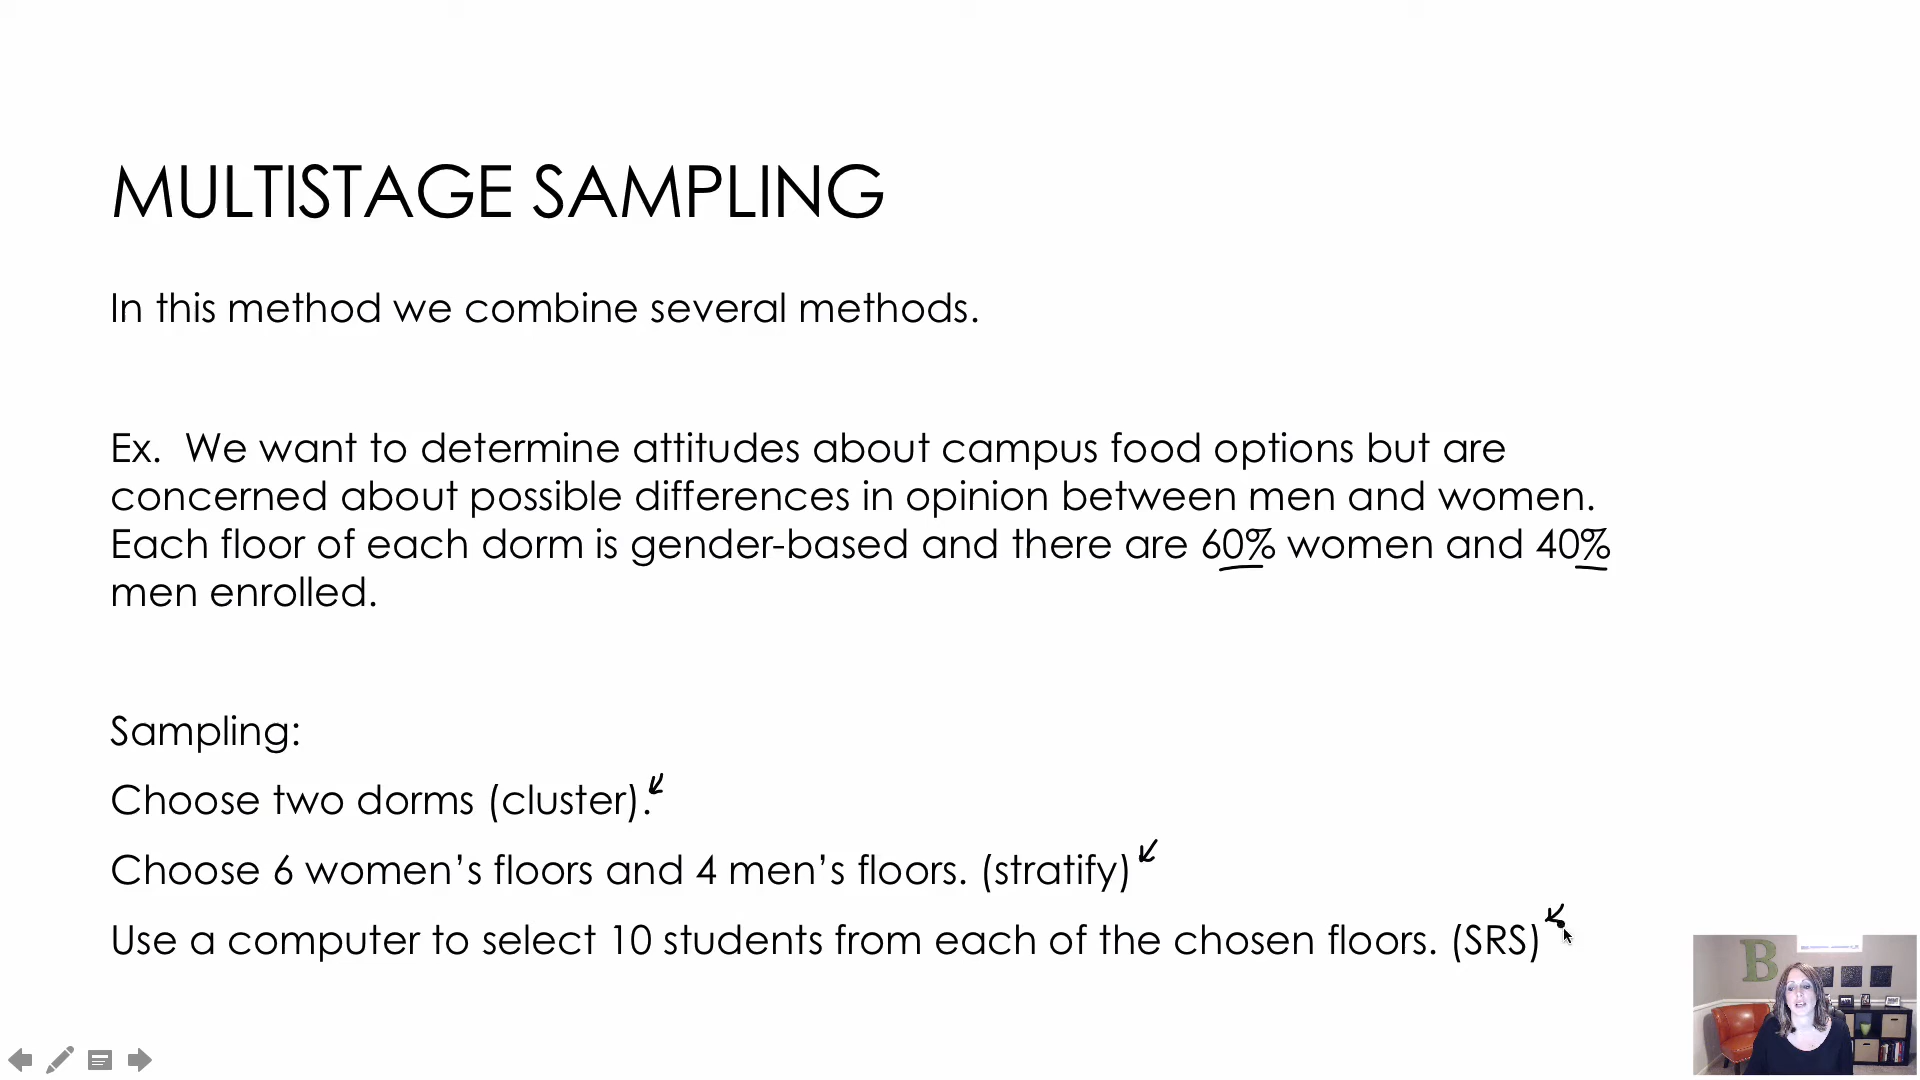 MULTISTAGE SAMPLING
In this method we combine several methods.
Ex. We want to determine attitudes about campus food options but are
concerned about possible differences in opinion between men and women.
Each floor of each dorm is gender-based and there are 60% women and 40%
men enrolled.
Sampling:
Choose two dorms (cluster).
Choose 6 women’s floors and 4 men’s floors. (stratify)
Use a computer to select 10 students from each of the chosen floors. (SRS)
B